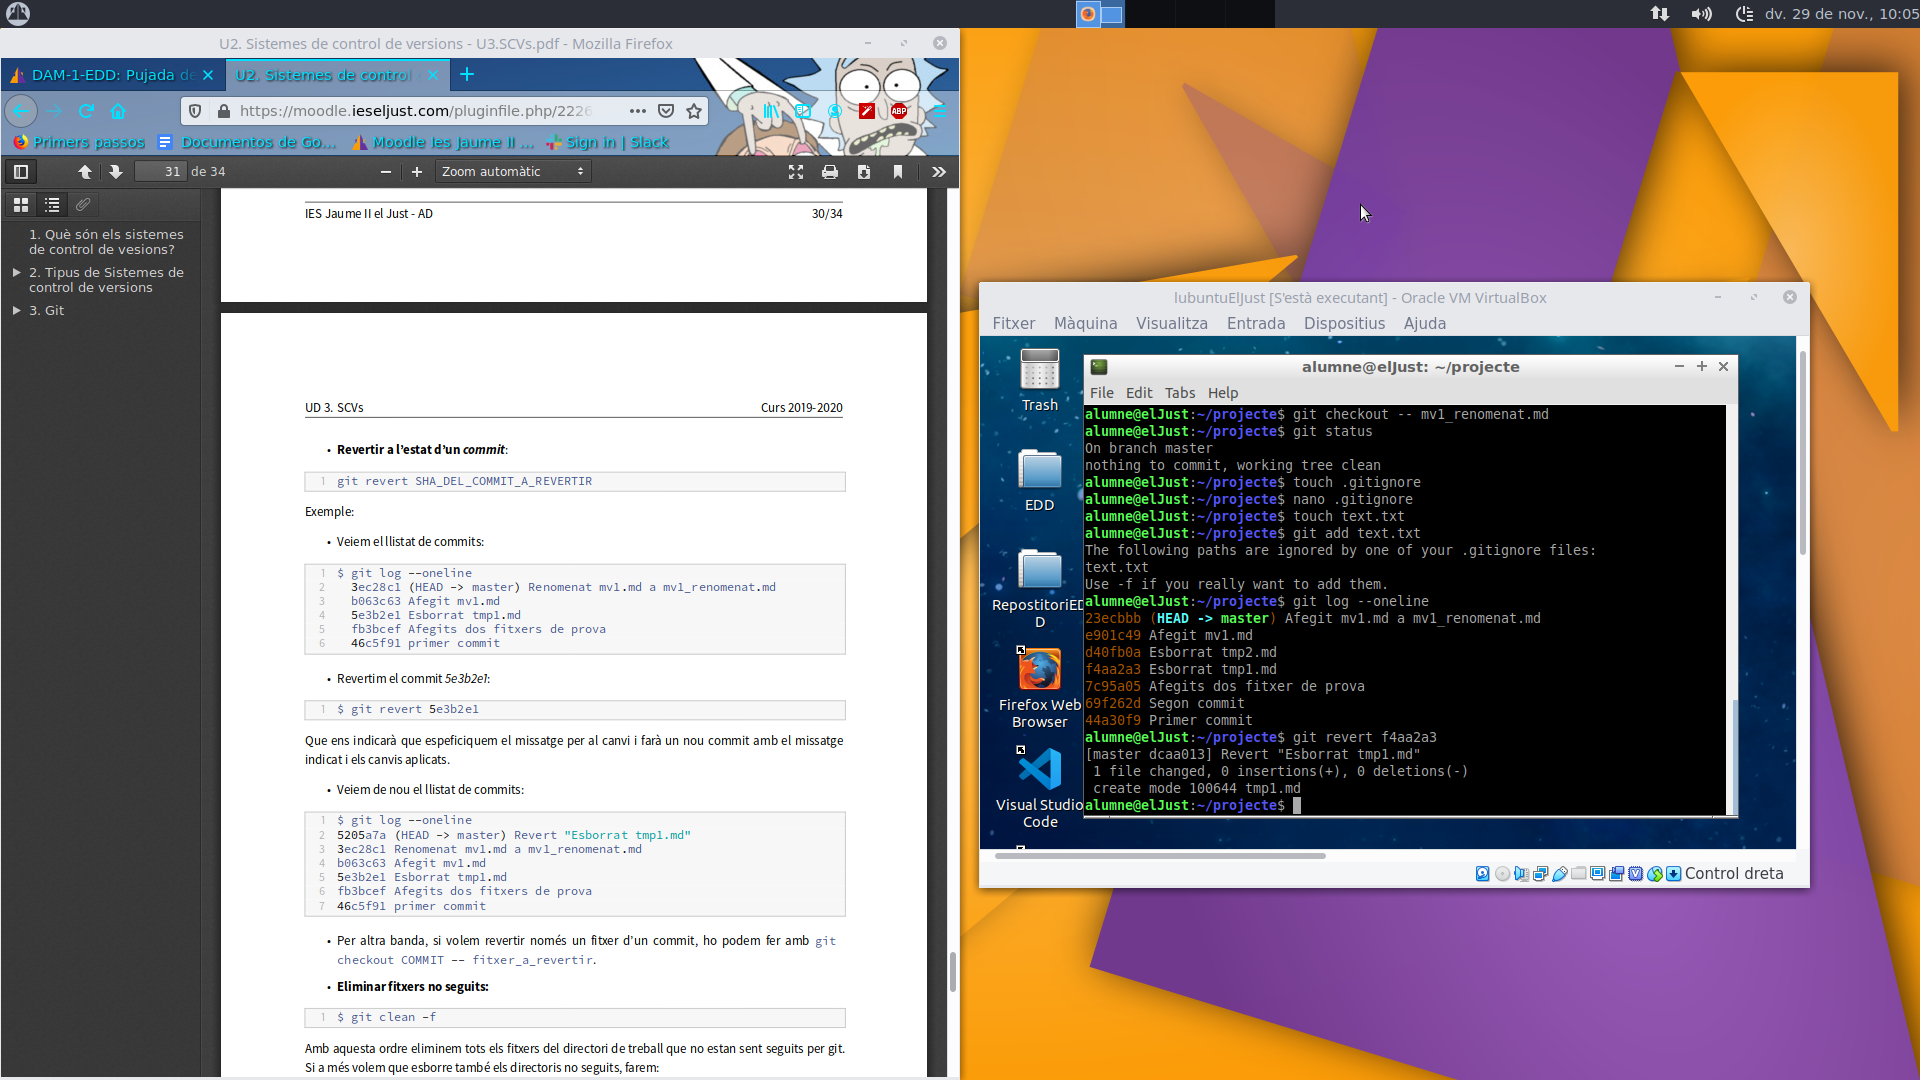 dv. 29 de nov., 10:05
U2. Sistemes de control de versions - U3.SCVs.pdf - Mozilla Firefox
DAM-1-EDD: Pujada de
U2. Sistemes de control
https://moodle.ieseljust.com/pluginfile.php/2226
ABP
Primers passos
Documentos de Go...
Moodle Ies Jaume II ...
Sign in | Slack
31 de 34
Zoom automàtic
1. Què són els sistemes
de control de vesions?
2. Tipus de Sistemes de
control de versions
3. Git
IES Jaume II el Just - AD 30/34
UD 3. SCVs Curs 2019-2020
• Revertir a l'estat d'un commit:
1 git revert SHA_DEL_COMMIT_A_REVERTIR
Exemple:
• Veiem el llistat de commits:
1 $ git log --oneline
2 3ec28c1 (HEAD -> master) Renomenat mv1.md a mv1_renomenat.md
3 b063c63 Afegit mv1.md
4 5e3b2e1 Esborrat tmp1.md
5 fb3bcef Afegits dos fitxers de prova
6 46c5f91 primer commit
• Revertim el commit 5e3b2e1:
1 $ git revert 5e3b2e1
Que ens indicarà que espeficiquem el missatge per al canvi i farà un nou commit amb el missatge
indicat i els canvis aplicats.
• Veiem de nou el llistat de commits:
1 $ git log --oneline
2 5205a7a (HEAD -> master) Revert "Esborrat tmp1.md"
3 3ec28c1 Renomenat mv1.md a mv1_renomenat.md
4 b063c63 Afegit mv1.md
5 5e3b2e1 Esborrat tmp1.md
6 fb3bcef Afegits dos fitxers de prova
7 46c5f91 primer commit
• Per altra banda, si volem revertir només un fitxer d'un commit, ho podem fer amb git
checkout COMMIT -- fitxer_a_revertir.
• Eliminar fitxers no seguits:
1 $ git clean -f
Amb aquesta ordre eliminem tots els fitxers del directori de treball que no estan sent seguits per git.
Si a més volem que esborre també els directoris no seguits, farem:
lubuntuElJust [S'està executant] - Oracle VM VirtualBox
Fitxer Màquina Visualitza Entrada Dispositius Ajuda
Trash
EDD
RepostitoriED
D
Firefox Web
Browser
Visual Studio
Code
alumne@elJust: ~/projecte
File Edit Tabs Help
alumne@elJust:~/projecte$ git checkout -- mv1_renomenat.md
alumne@elJust:~/projecte$ git status
On branch master
nothing to commit, working tree clean
alumne@elJust:~/projecte$ touch .gitignore
alumne@elJust:~/projecte$ nano .gitignore
alumne@elJust:~/projecte$ touch text.txt
alumne@elJust:~/projecte$ git add text.txt
The following paths are ignored by one of your .gitignore files:
text.txt
Use -f if you really want to add them.
alumne@elJust:~/projecte$ git log --oneline
23ecbbb (HEAD -> master) Afegit mv1.md a mv1_renomenat.md
e901c49 Afegit mv1.md
d40fb0a Esborrat tmp2.md
f4aa2a3 Esborrat tmp1.md
7c95a05 Afegits dos fitxer de prova
69f262d Segon commit
44a30f9 Primer commit
alumne@elJust:~/projecte$ git revert f4aa2a3
[master dcaa013] Revert "Esborrat tmp1.md"
1 file changed, 0 insertions(+), 0 deletions(-)
create mode 100644 tmp1.md
alumne@elJust:~/projecte$
Control dreta